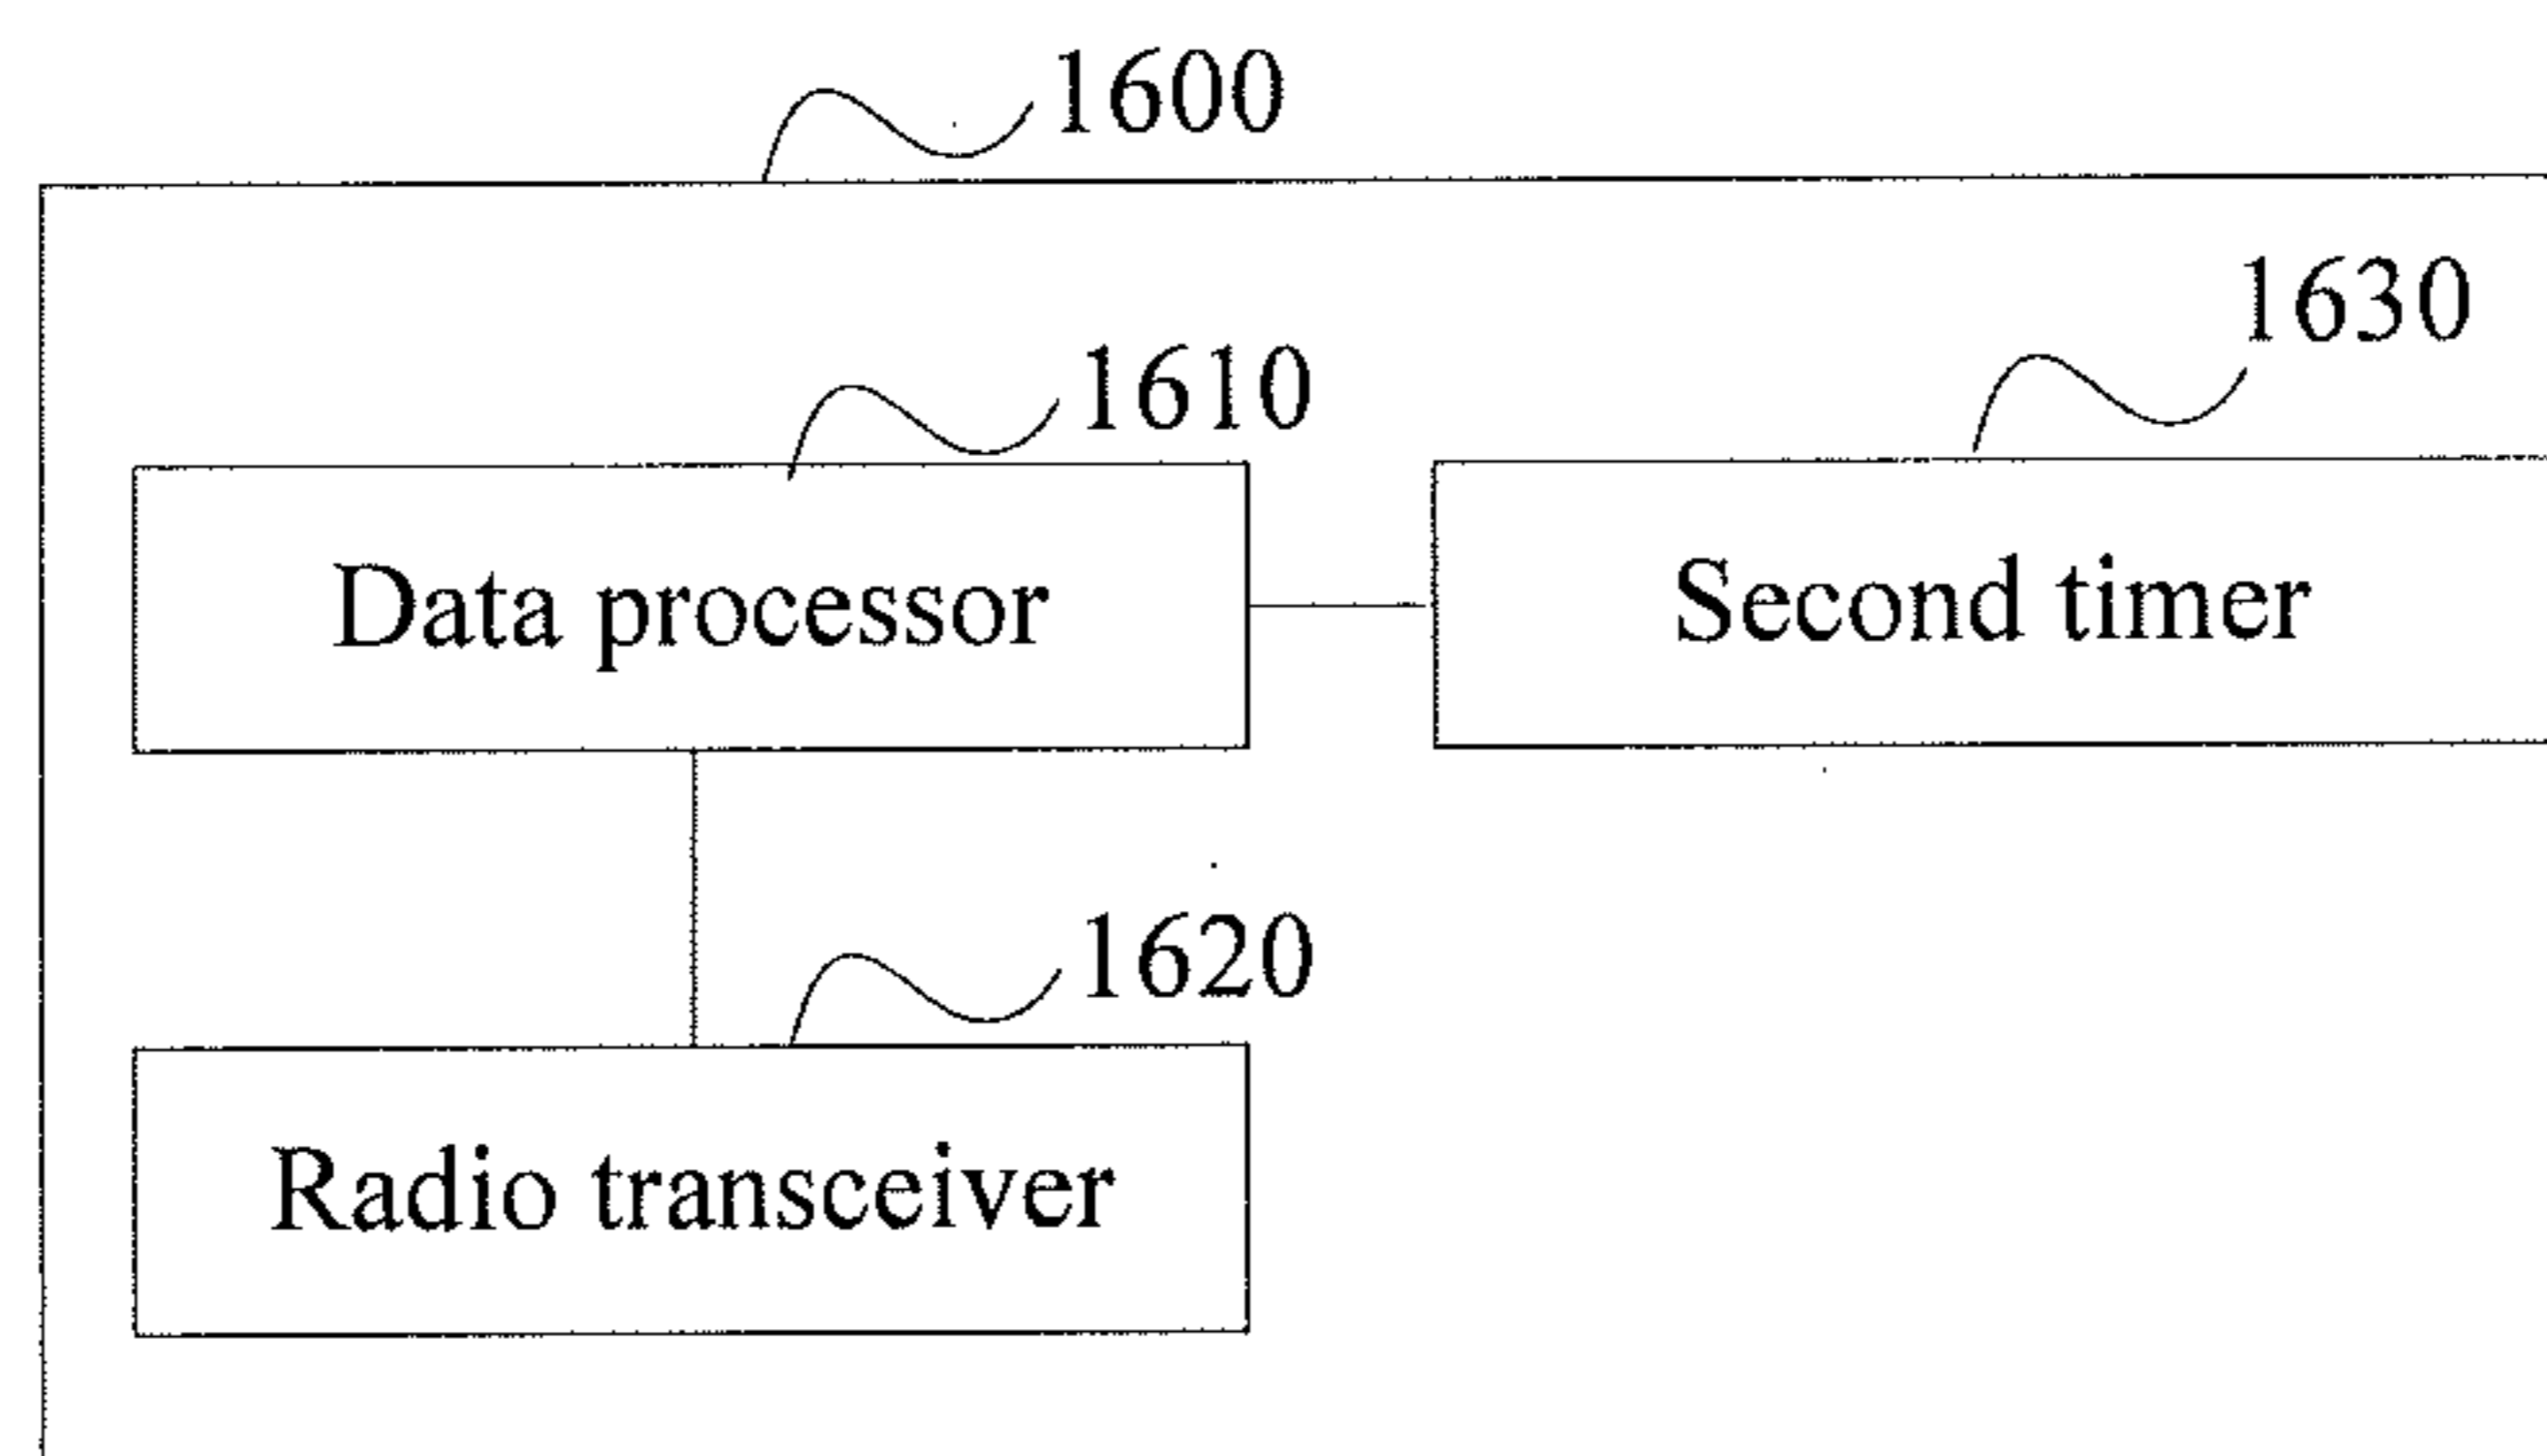 1600
1630
1610
Data processor
Second timer
1620
Radio transceiver